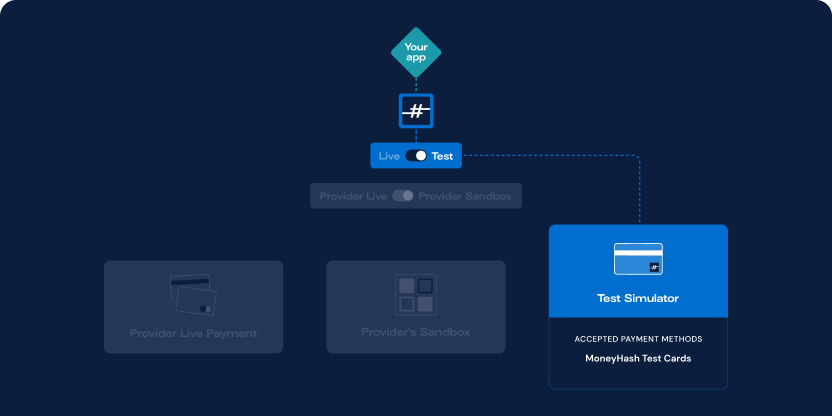 Your
app
#
Live Test
Provider Live Provider Sandbox
Provider Live Payment
Provider's Sandbox
#
Test Simulator
ACCEPTED PAYMENT METHODS
MoneyHash Test Cards